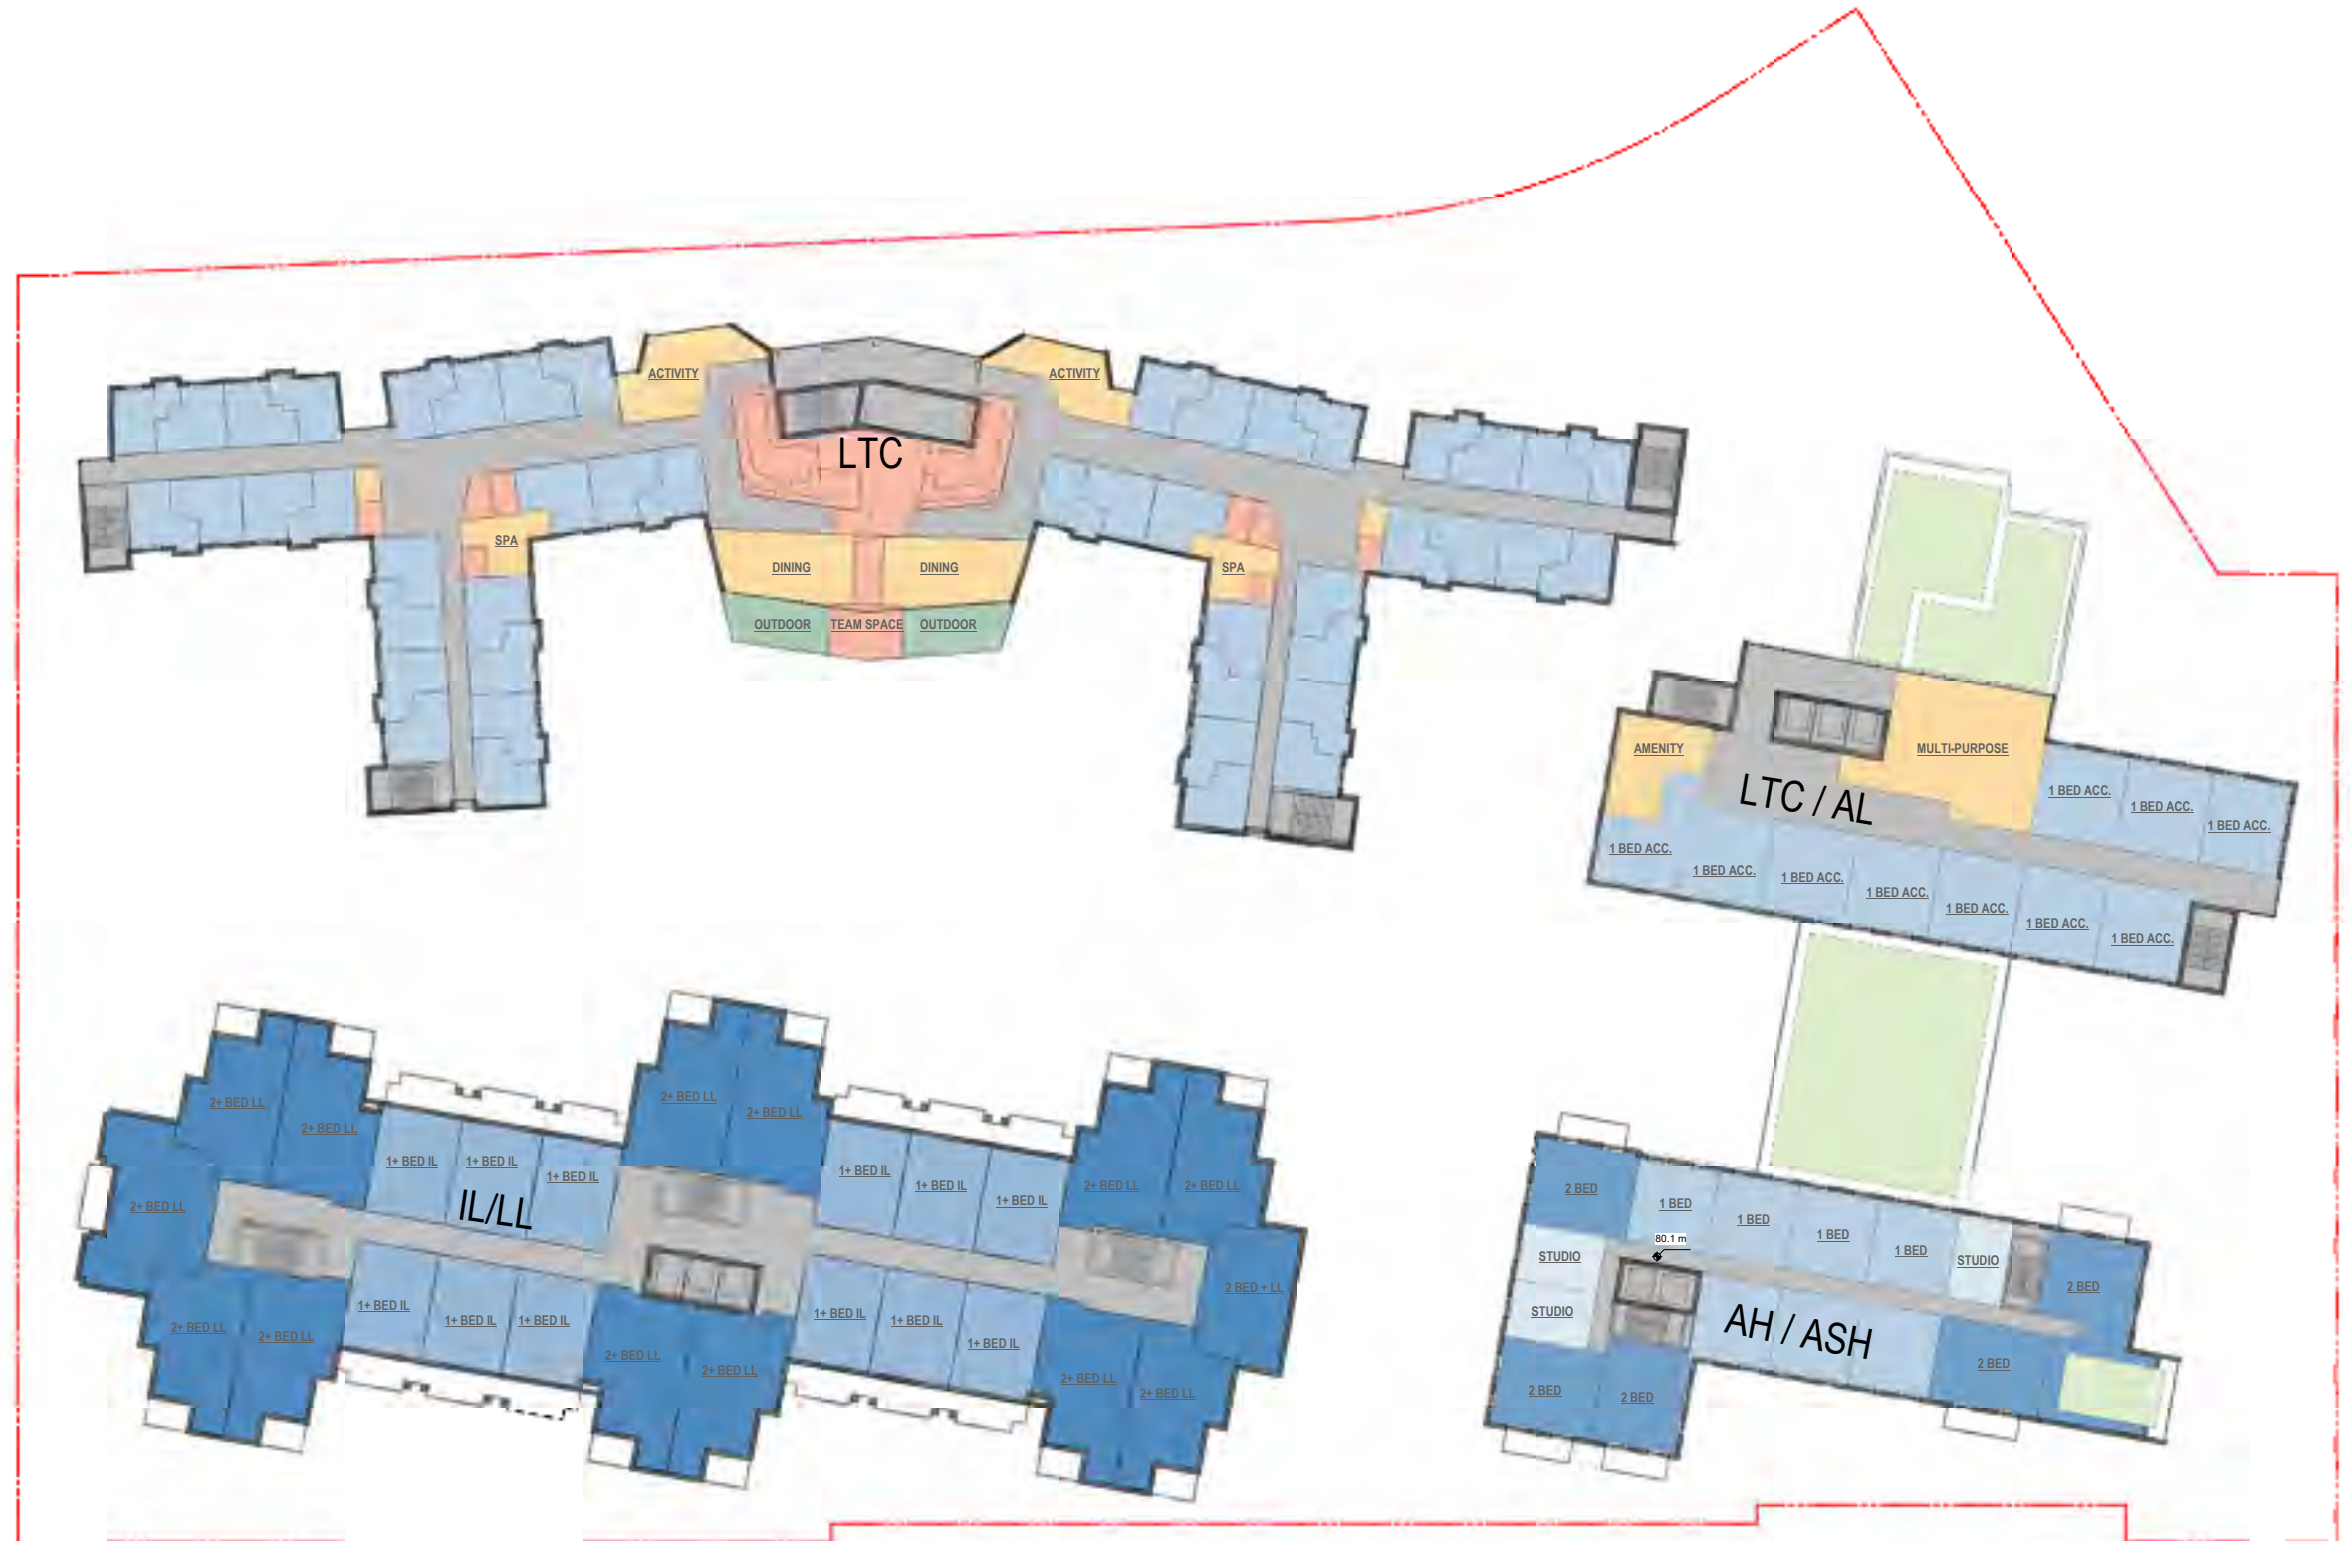 ACTIVITY
ACTIVITY
LTC
SPA
DINING
DINING
SPA
OUTDOOR
TEAM SPACE
OUTDOOR
AMENITY
MULTI-PURPOSE
LTC / AL
1 BED ACC.
1 BED ACC.
1 BED ACC.
1 BED ACC.
1 BED ACC.
1 BED ACC.
1 BED ACC.
1 BED ACC.
1 BED ACC.
1 BED ACC.
2+ BED LL
2+ BED LL
2+ BED LL
2+ BED LL
1+ BED IL
1+ BED IL
1+ BED IL
1+ BED IL
1+ BED IL
1+ BED IL
2+ BED LL
2+ BED LL
2+ BED LL
IL/LL
2 BED + LL
1+ BED IL
1+ BED IL
1+ BED IL
1+ BED IL
1+ BED IL
1+ BED IL
2+ BED LL
2+ BED LL
2+ BED LL
2+ BED LL
2+ BED LL
2+ BED LL
2 BED
1 BED
1 BED
1 BED
1 BED
80.1 m
STUDIO
STUDIO
2 BED
STUDIO
AH / ASH
2 BED
2 BED
2 BED